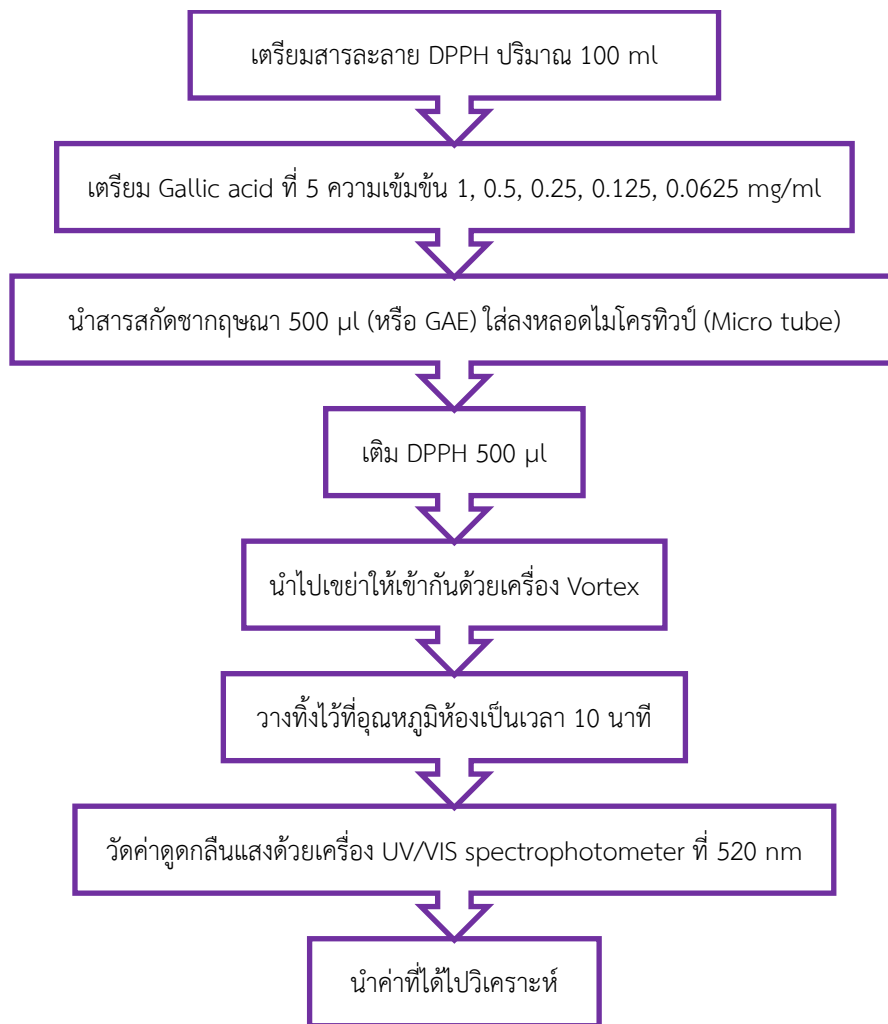 เตรียมสารละลาย DPPH ปริมาณ 100 ml
เตรียม Gallic acid ที่ 5 ความเข้มข้น 1, 0.5, 0.25, 0.125, 0.0625 mg/ml
นำสารสกัดชากฤษณา 500 µl (หรือ GAE) ใส่ลงหลอดไมโครทิวป์ (Micro tube)
เติม DPPH 500 µl
นำไปเขย่าให้เข้ากันด้วยเครื่อง Vortex
วางทิ้งไว้ที่อุณหภูมิห้องเป็นเวลา 10 นาที
วัดค่าดูดกลืนแสงด้วยเครื่อง UV/VIS spectrophotometer ที่ 520 nm
นำค่าที่ได้ไปวิเคราะห์